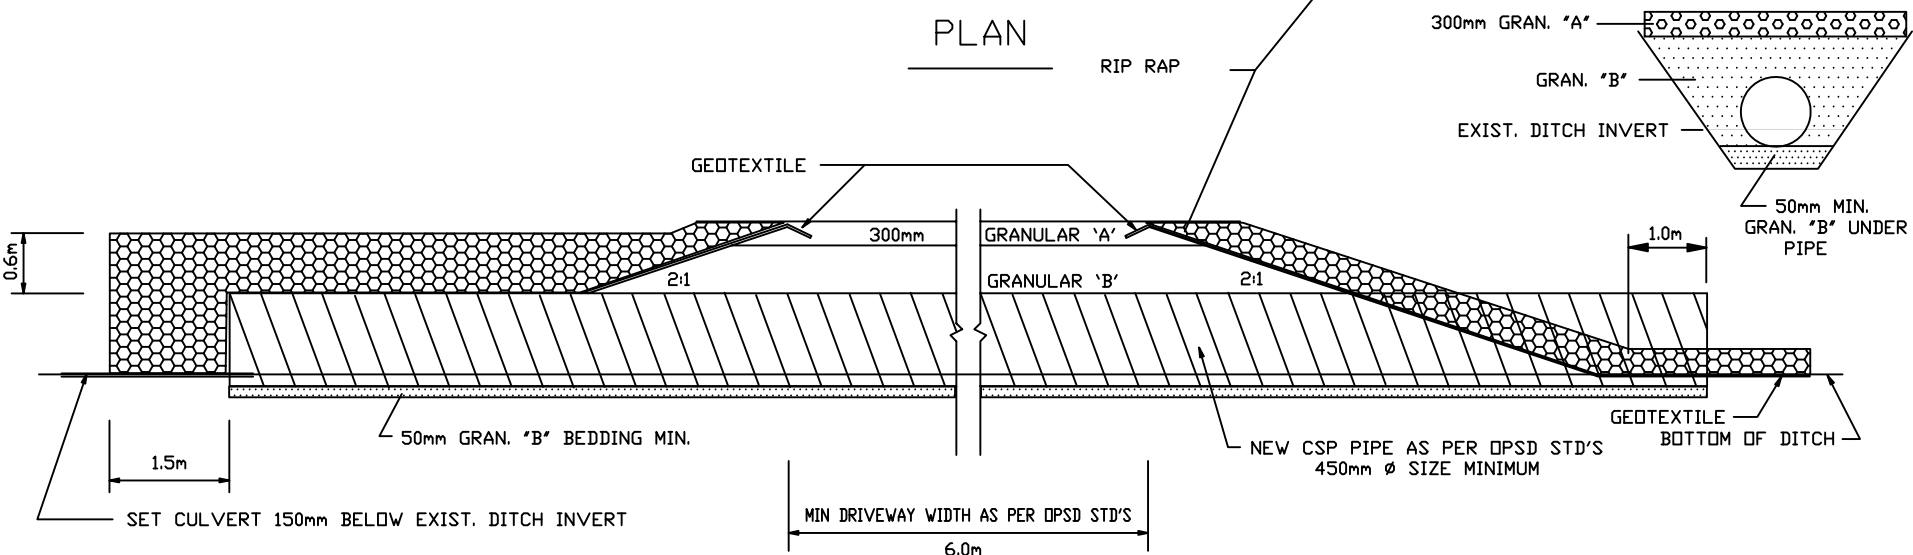 PLAN
RIP RAP
300mm GRAN. "A"
GRAN. "B"
EXIST. DITCH INVERT
50mm MIN.
GRAN. "B" UNDER
PIPE
GEOTEXTILE
0.6m
300mm
GRANULAR 'A'
1.0m
2:1
GRANULAR 'B'
2:1
GEOTEXTILE
BOTTOM OF DITCH
50mm GRAN. "B" BEDDING MIN.
NEW CSP PIPE AS PER OPSD STD'S
450mm Ø SIZE MINIMUM
1.5m
SET CULVERT 150mm BELOW EXIST. DITCH INVERT
MIN DRIVEWAY WIDTH AS PER OPSD STD'S
6.0m